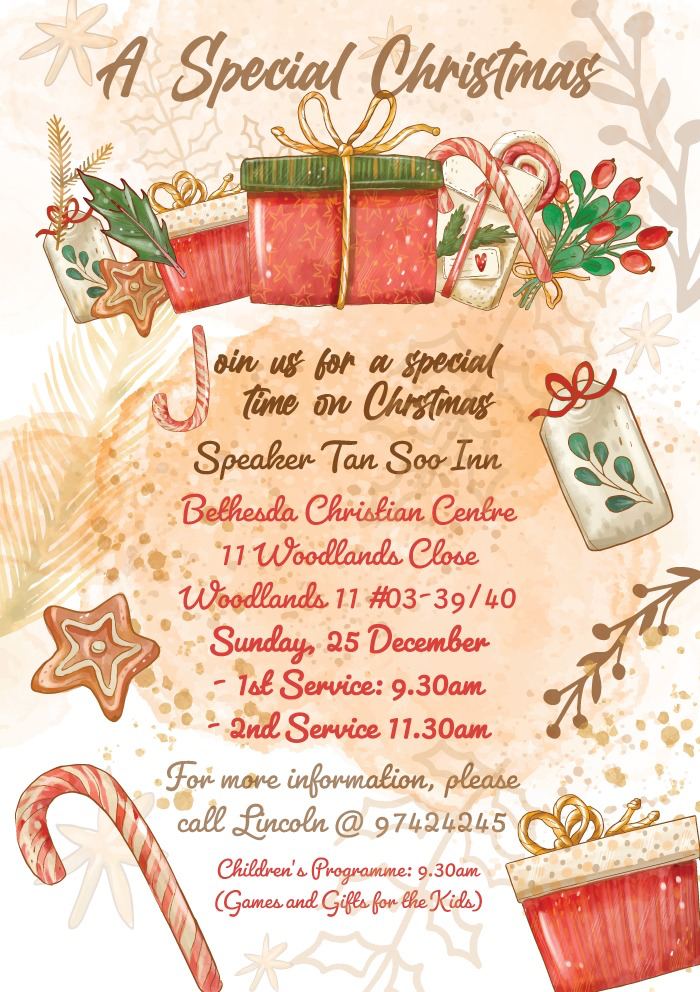 A Special Christmas
Join us for a special
time on Chrstmas
Speaker Tan Soo Inn
Bethesda Christian Centre
11 Woodlands Close
Woodlands 11 #03-39/40
Sunday, 25 December
- 1st Service: 9.30am
- 2nd Service 11.30am
For more information, please
call Lincoln @ 97424245
Children's Programme: 9.30am
(Games and Gifts for the Kids)